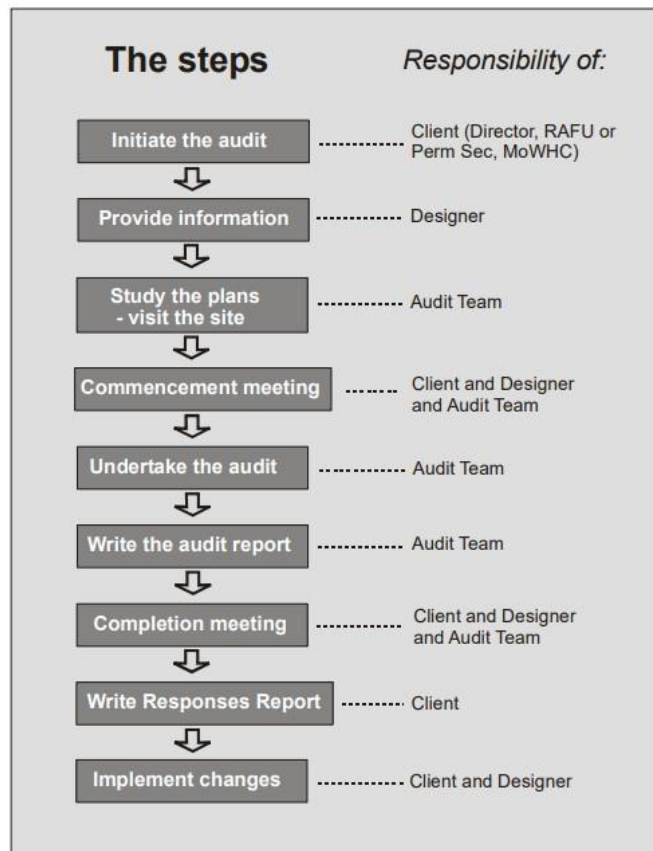 The steps
Responsibility of:
Initiate the audit
Client (Director, RAFU or
Perm Sec, MoWHC)
Provide information
Designer
Study the plans
- visit the site
Audit Team
Commencement meeting
Client and Designer
and Audit Team
Undertake the audit
Audit Team
Write the audit report
Audit Team
Completion meeting
Client and Designer
and Audit Team
Write Responses Report
Client
Implement changes
Client and Designer